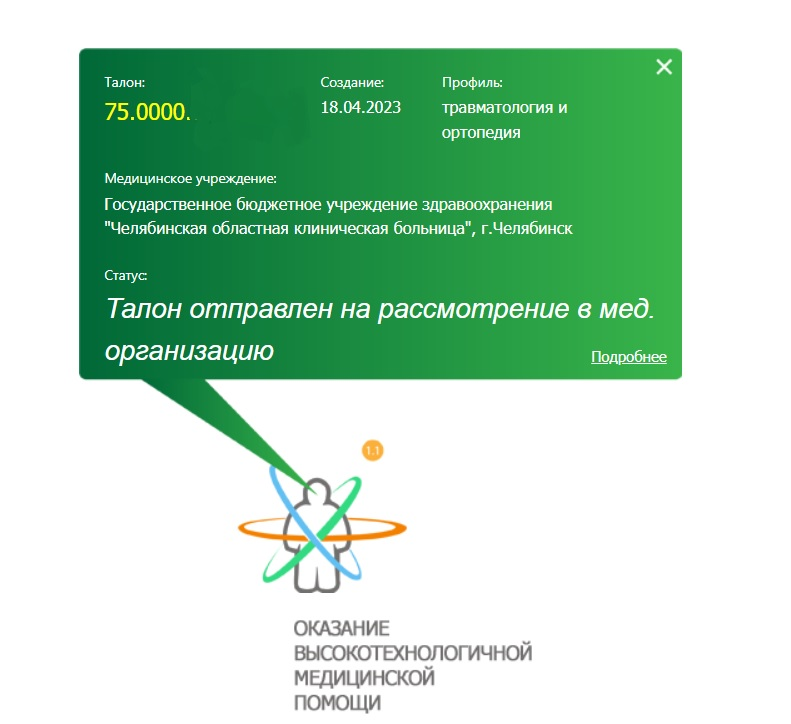 Талон:
75.0000.
Создание:
18.04.2023
Профиль:
травматология и
ортопедия
Медицинское учреждение:
Государственное бюджетное учреждение здравоохранения
"Челябинская областная клиническая больница", г.Челябинск
Статус:
Талон отправлен на рассмотрение в мед.
организацию
Подробнее
1.1
ОКАЗАНИЕ
ВЫСОКОТЕХНОЛОГИЧНОЙ
МЕДИЦИНСКОЙ
ПОМОЩИ